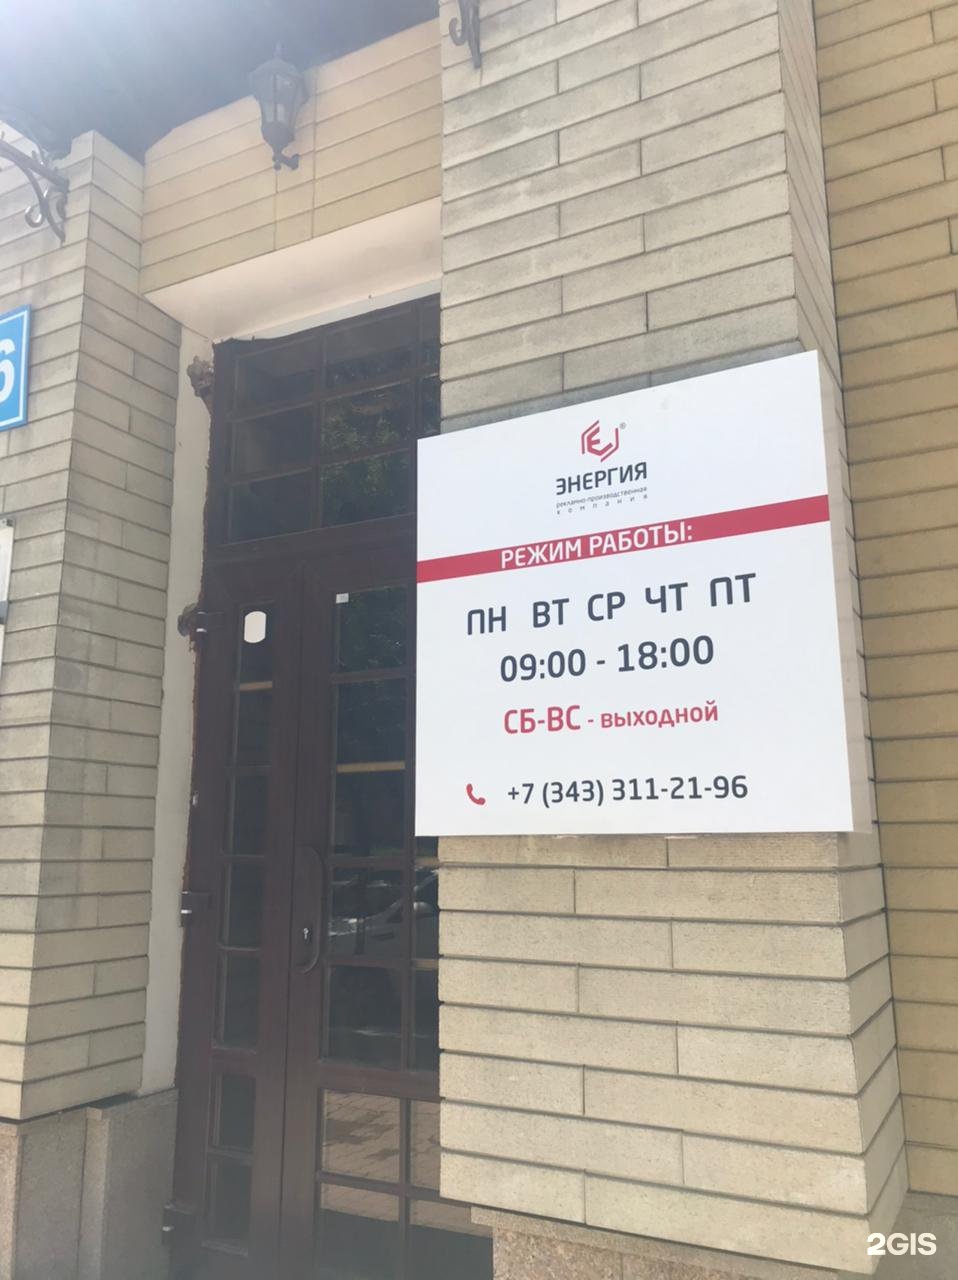 6
ЭНЕРГИЯ®
рекламно-производственная
компания
РЕЖИМ РАБОТЫ:
ПН ВТ СР ЧТ ПТ
09:00 - 18:00
СБ-ВС - выходной
+7 (343) 311-21-96
2GIS